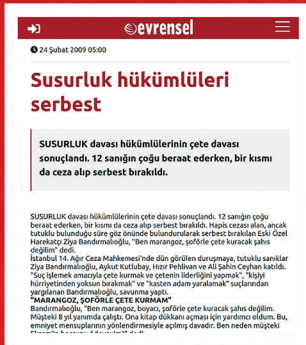 evrensel
24 Şubat 2009 05:00
Susurluk hükümlüleri
serbest
SUSURLUK davası hükümlülerinin çete davası
sonuçlandı. 12 sanığın çoğu beraat ederken, bir kısmı
da ceza alıp serbest bırakıldı.
SUSURLUK davası hükümlülerinin çete davası sonuçlandı. 12 sanığın çoğu
beraat ederken, bir kısmı da ceza alıp serbest bırakıldı. Hapis cezası alan, ancak
tutuklu bulunduğu süre göz önünde bulundurularak serbest bırakılan Eski Özel
Harekatçı Ziya Bandırmalıoğlu, "Ben marangoz, şoförle çete kuracak şahıs
değilim" dedi.
İstanbul 14. Ağır Ceza Mahkemesi'nde dün görülen duruşmaya, tutuklu sanıklar
Ziya Bandırmalıoğlu, Aykut Kutlubay, Hızır Pehlivan ve Ali Şahin Ceyhan katıldı.
"Suç işlemek amacıyla çete kurmak ve çetenin liderliğini yapmak", "kişiyi
hürriyetinden yoksun bırakmak" ve "kasten adam yaralamak" suçlarından
yargılanan Bandırmalıoğlu, savunma yaptı.
"MARANGOZ, ŞOFÖRLE ÇETE KURMAM"
Bandırmalıoğlu, "Ben marangoz, boyacı, şoförle çete kuracak şahıs değilim.
Müşteki 8 yıl yanımda çalıştı. Ona kitap dükkanı açması için yardımcı oldum. Bu,
emniyet mensuplarının yönlendirmesiyle açılmış davadır. Ben neden müşteki